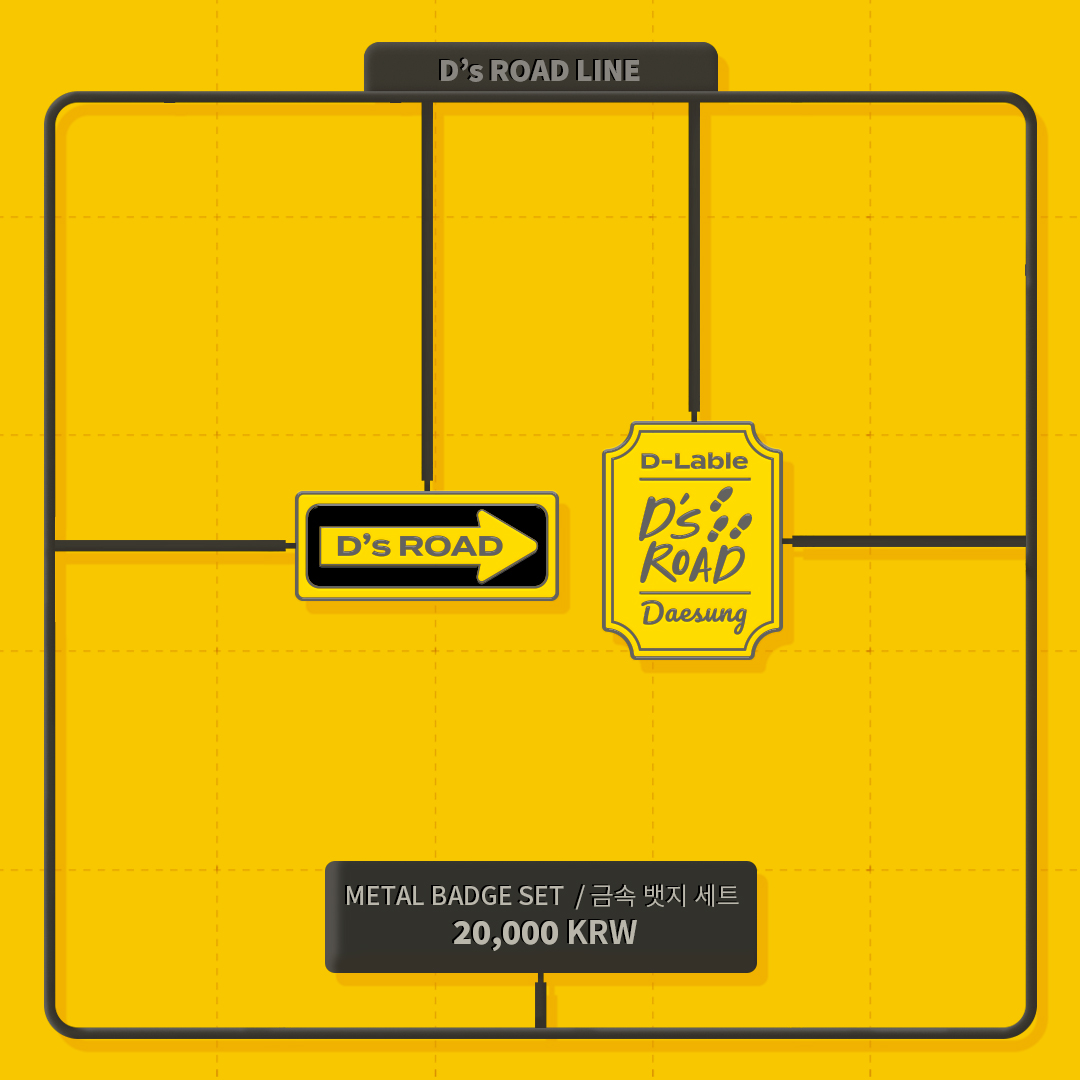 D’s ROAD LINE
D’s ROAD
D-Lable
D's
ROAD
Daesung
METAL BADGE SET / 금속 뱃지 세트
20,000 KRW